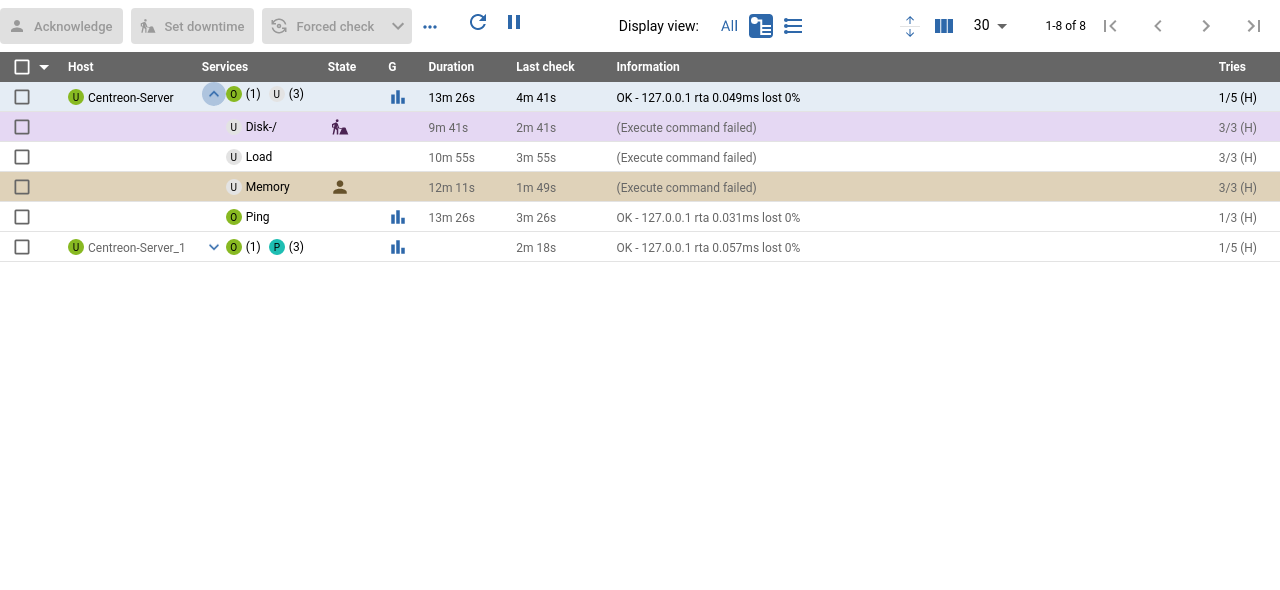 Acknowledge Set downtime Forced check Display view: All 30 1-8 of 8
Host Services State G Duration Last check Information Tries
U Centreon-Server O (1) U (3) 13m 26s 4m 41s OK - 127.0.0.1 rta 0.049ms lost 0% 1/5 (H)
U Disk-/ 9m 41s 2m 41s (Execute command failed) 3/3 (H)
U Load 10m 55s 3m 55s (Execute command failed) 3/3 (H)
U Memory 12m 11s 1m 49s (Execute command failed) 3/3 (H)
O Ping 13m 26s 3m 26s OK - 127.0.0.1 rta 0.031ms lost 0% 1/3 (H)
U Centreon-Server_1 O (1) P (3) 2m 18s OK - 127.0.0.1 rta 0.057ms lost 0% 1/5 (H)